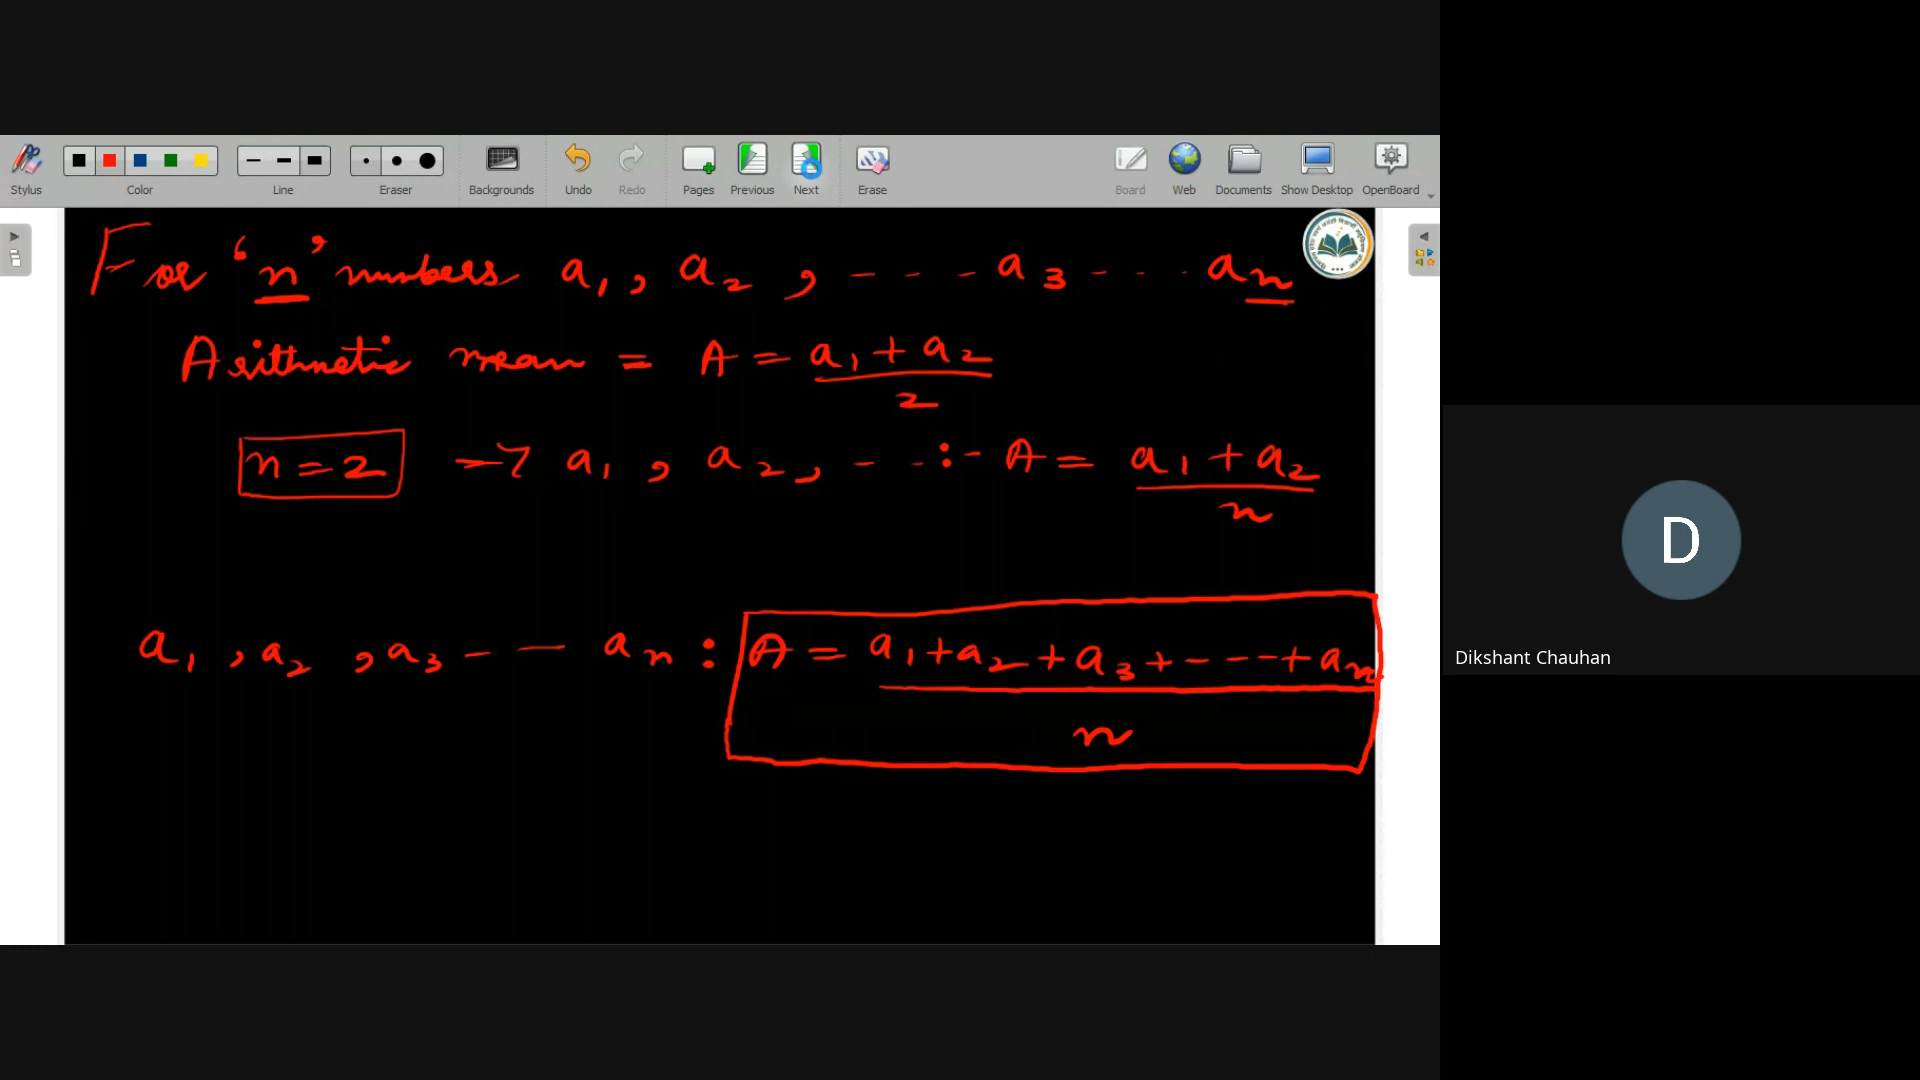 Stylus Color Line Eraser Backgrounds Undo Redo Pages Previous Next Erase Board Web Documents Show Desktop OpenBoard
For 'n' numbers a₁, a₂, - - - a₃ - - - aₙ
Arithmetic mean = A = (a₁ + a₂)/2
n = 2 → a₁, a₂, - - :- A = (a₁ + a₂)/n
a₁, a₂, a₃ - - aₙ : A = (a₁ + a₂ + a₃ + - - - + aₙ)/n
D
Dikshant Chauhan